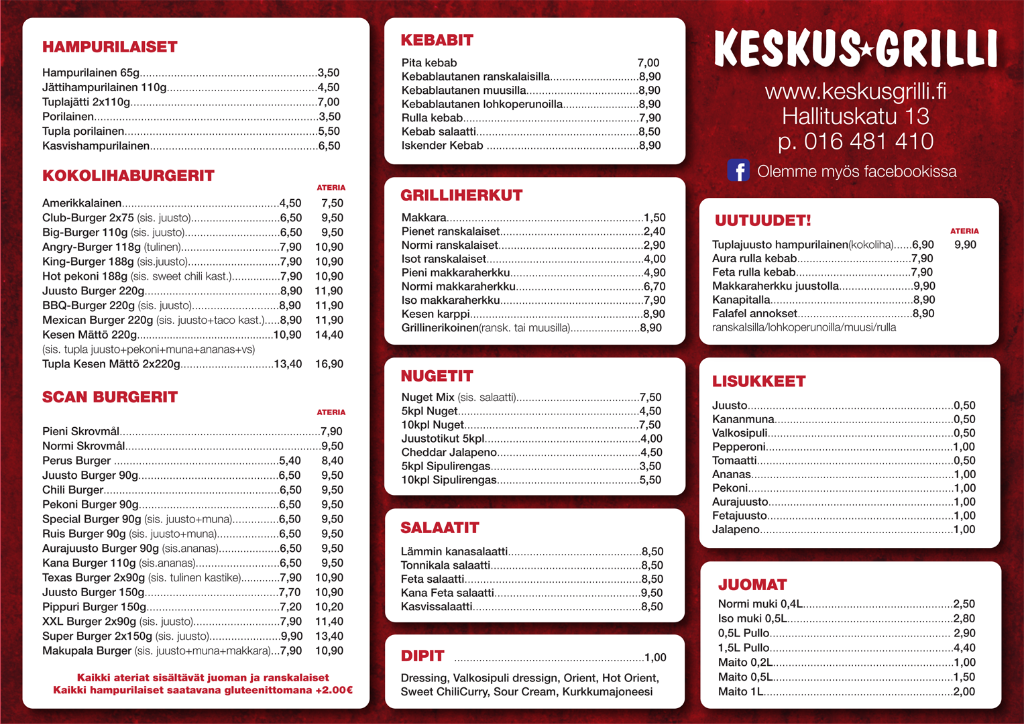 HAMPURILAISET
Hampurilainen 65g...3,50
Jättihampurilainen 110g...4,50
Tuplajätti 2x110g...7,00
Porilainen...3,50
Tupla porilainen...5,50
Kasvishampurilainen...6,50
KOKOLIHABURGERIT
ATERIA
Amerikkalainen...4,50 7,50
Club-Burger 2x75 (sis. juusto)...6,50 9,50
Big-Burger 110g (sis. juusto)...6,50 9,50
Angry-Burger 118g (tulinen)...7,90 10,90
King-Burger 188g (sis.juusto)...7,90 10,90
Hot pekoni 188g (sis. sweet chili kast.)...7,90 10,90
Juusto Burger 220g...8,90 11,90
BBQ-Burger 220g (sis. juusto)...8,90 11,90
Mexican Burger 220g (sis. juusto+taco kast.)...8,90 11,90
Kesen Mättö 220g...10,90 14,40
(sis. tupla juusto+pekoni+muna+ananas+vs)
Tupla Kesen Mättö 2x220g...13,40 16,90
SCAN BURGERIT
ATERIA
Pieni Skrovmål...7,90
Normi Skrovmål...9,50
Perus Burger ...5,40 8,40
Juusto Burger 90g...6,50 9,50
Chili Burger...6,50 9,50
Pekoni Burger 90g...6,50 9,50
Special Burger 90g (sis. juusto+muna)...6,50 9,50
Ruis Burger 90g (sis. juusto+muna)...6,50 9,50
Aurajuusto Burger 90g (sis.ananas)...6,50 9,50
Kana Burger 110g (sis.ananas)...6,50 9,50
Texas Burger 2x90g (sis. tulinen kastike)...7,90 10,90
Juusto Burger 150g...7,70 10,90
Pippuri Burger 150g...7,20 10,20
XXL Burger 2x90g (sis. juusto)...7,90 11,40
Super Burger 2x150g (sis. juusto)...9,90 13,40
Makupala Burger (sis. juusto+muna+makkara)...7,90 10,90
Kaikki ateriat sisältävät juoman ja ranskalaiset
Kaikki hampurilaiset saatavana gluteenittomana +2.00€
KEBABIT
Pita kebab 7,00
Kebablautanen ranskalaisilla...8,90
Kebablautanen muusilla...8,90
Kebablautanen lohkoperunoilla...8,90
Rulla kebab...7,90
Kebab salaatti...8,50
Iskender Kebab ...8,90
GRILLIHERKUT
Makkara...1,50
Pienet ranskalaiset...2,40
Normi ranskalaiset...2,90
Isot ranskalaiset...4,00
Pieni makkaraherkku...4,90
Normi makkaraherkku...6,70
Iso makkaraherkku...7,90
Kesen karppi...8,90
Grillinerikoinen(ransk. tai muusilla)...8,90
NUGETIT
Nuget Mix (sis. salaatti)...7,50
5kpl Nuget...4,50
10kpl Nuget...7,50
Juustotikut 5kpl...4,00
Cheddar Jalapeno...4,50
5kpl Sipulirengas...3,50
10kpl Sipulirengas...5,50
SALAATIT
Lämmin kanasalaatti...8,50
Tonnikala salaatti...8,50
Feta salaatti...8,50
Kana Feta salaatti...9,50
Kasvissalaatti...8,50
DIPIT ...1,00
Dressing, Valkosipuli dressign, Orient, Hot Orient,
Sweet ChiliCurry, Sour Cream, Kurkkumajoneesi
KESKUS★GRILLI
www.keskusgrilli.fi
Hallituskatu 13
p. 016 481 410
f Olemme myös facebookissa
UUTUUDET!
ATERIA
Tuplajuusto hampurilainen(kokoliha)...6,90 9,90
Aura rulla kebab...7,90
Feta rulla kebab...7,90
Makkaraherkku juustolla...9,90
Kanapitalla...8,90
Falafel annokset...8,90
ranskalsilla/lohkoperunoilla/muusi/rulla
LISUKKEET
Juusto...0,50
Kananmuna...0,50
Valkosipuli...0,50
Pepperoni...1,00
Tomaatti...0,50
Ananas...1,00
Pekoni...1,00
Aurajuusto...1,00
Fetajuusto...1,00
Jalapeno...1,00
JUOMAT
Normi muki 0,4L...2,50
Iso muki 0,5L...2,80
0,5L Pullo... 2,90
1,5L Pullo...4,40
Maito 0,2L...1,00
Maito 0,5L...1,50
Maito 1L...2,00